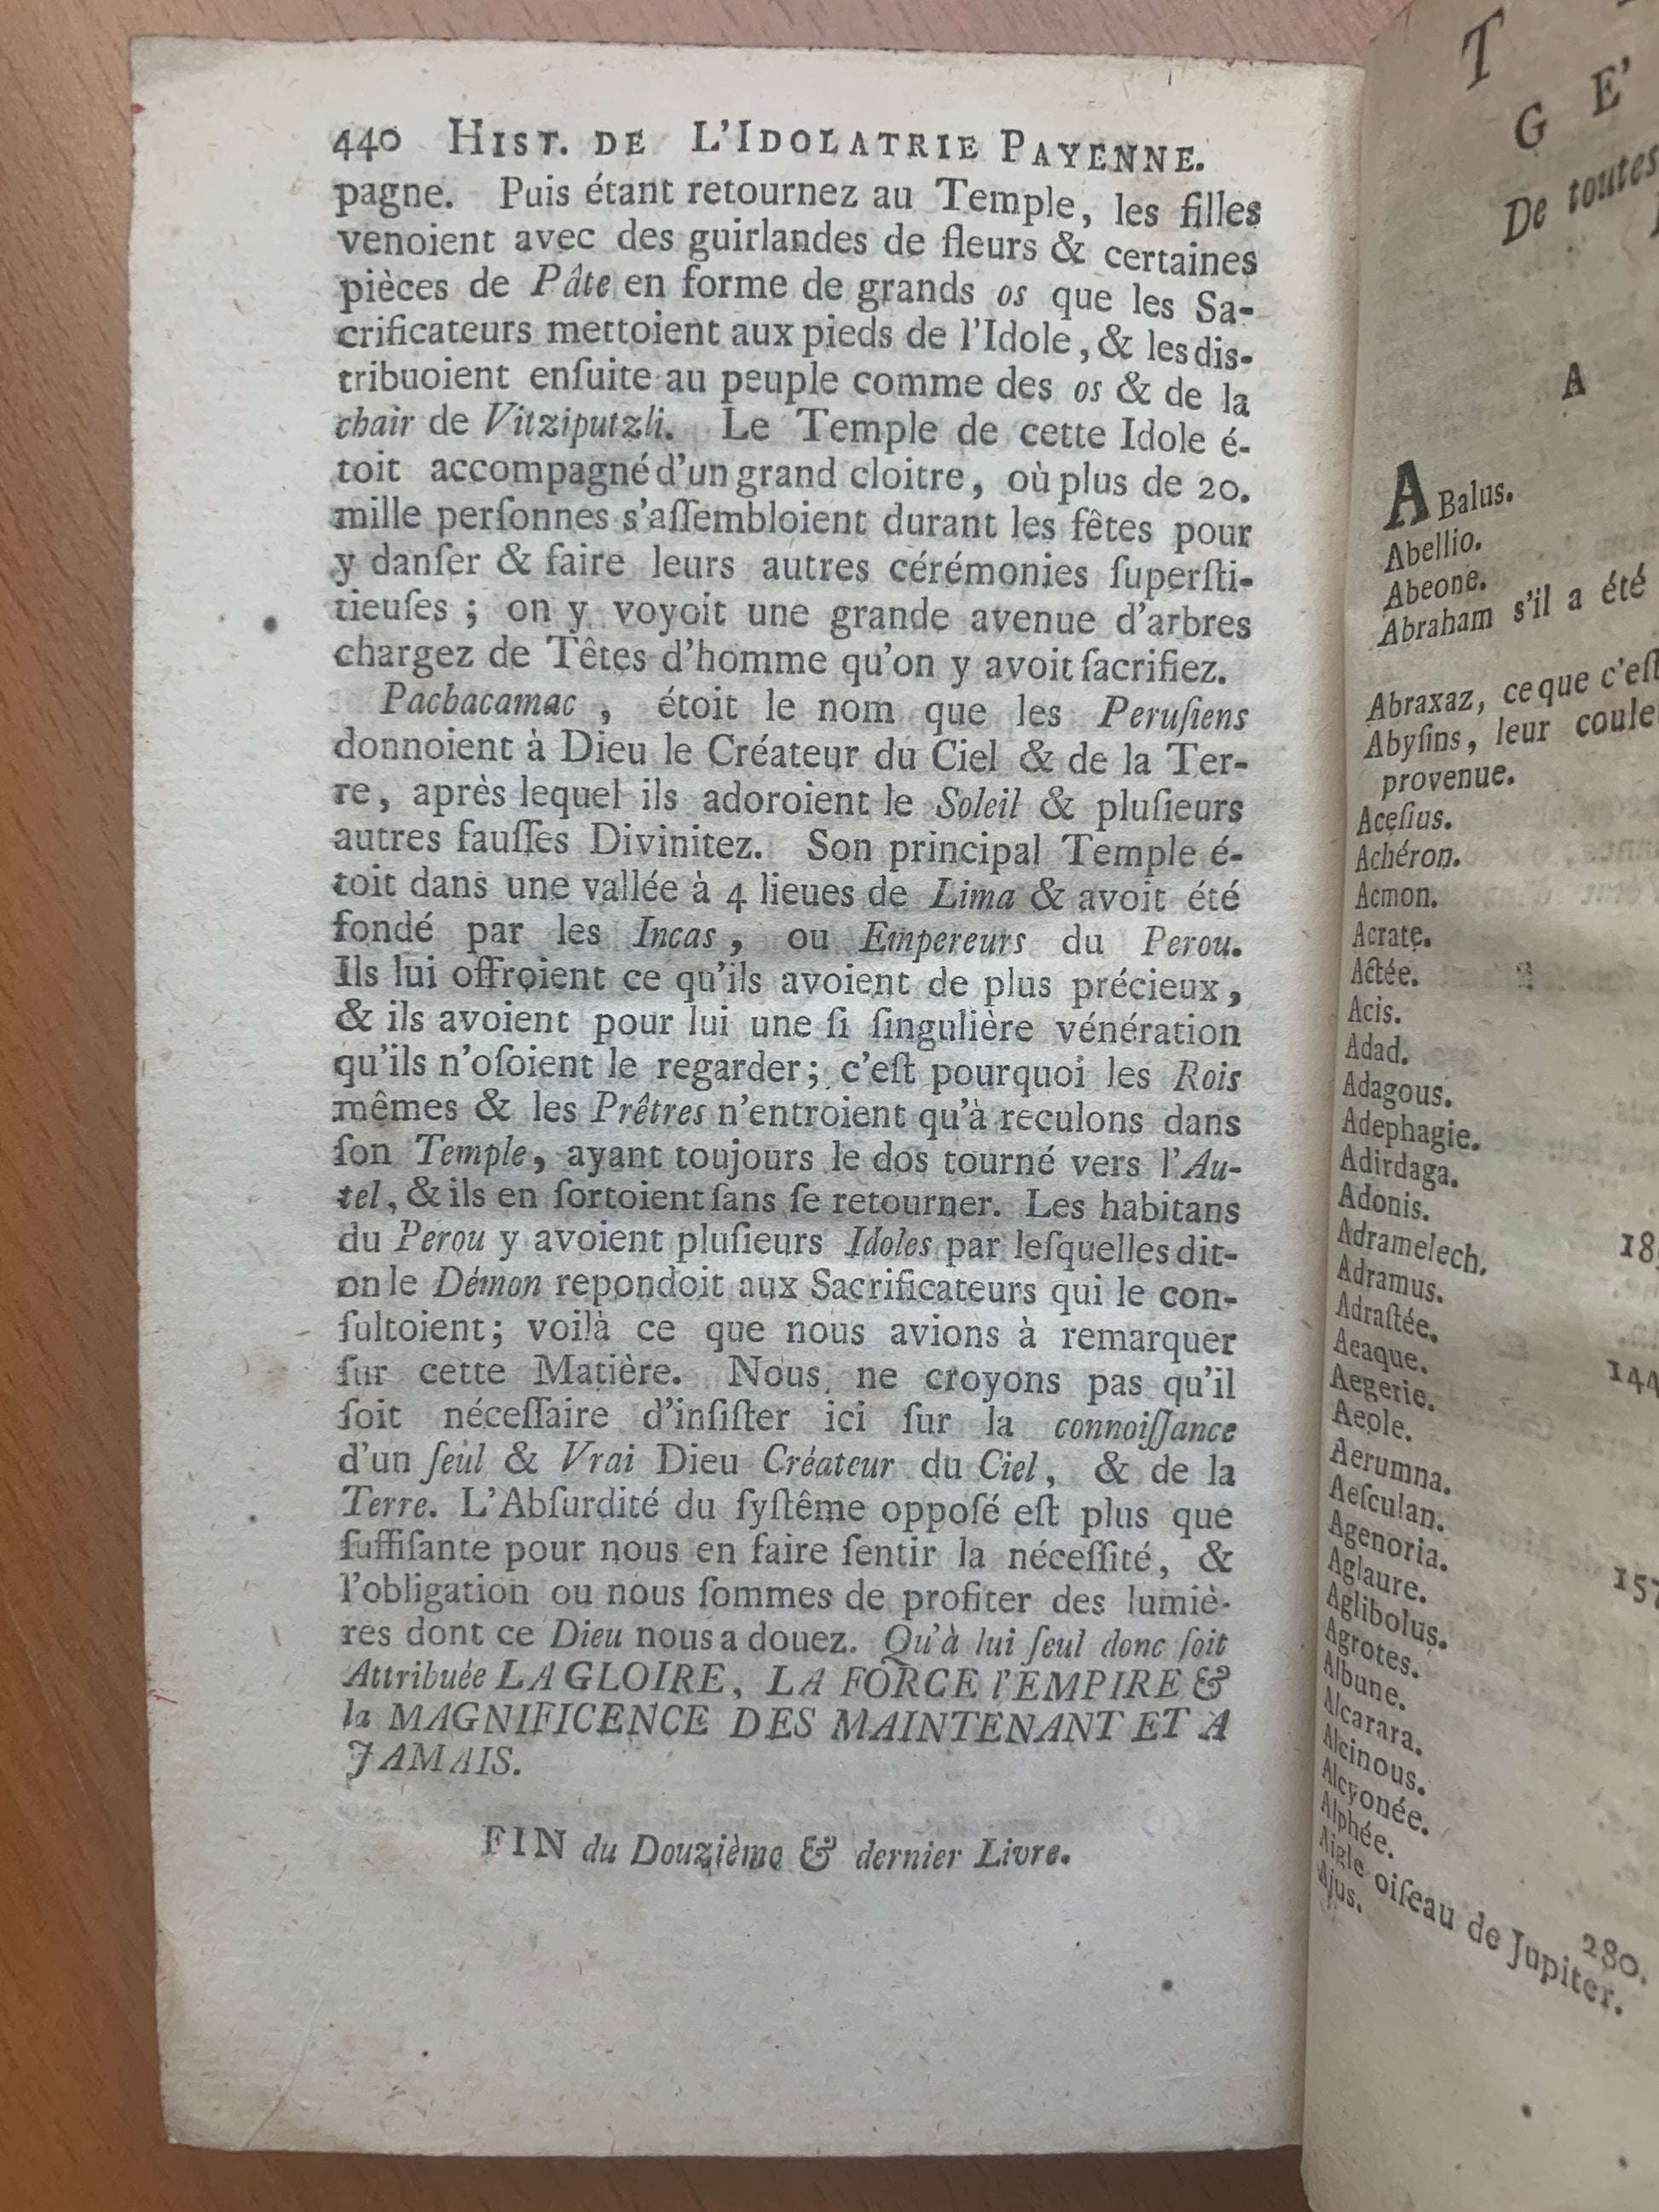 440 HIST. DE L'IDOLATRIE PAYENNE.
pagne. Puis étant retournez au Temple, les filles
venoient avec des guirlandes de fleurs & certaines
pièces de Pâte en forme de grands os que les Sa-
crificateurs mettoient aux pieds de l'Idole, & les dis-
tribuoient enſuite au peuple comme des os & de la
chair de Vitziputzli. Le Temple de cette Idole é-
toit accompagné d'un grand cloitre, où plus de 20.
mille perſonnes s'aſſembloient durant les fêtes pour
y danſer & faire leurs autres cérémonies ſuperſti-
tieuſes ; on y voyoit une grande avenue d'arbres
chargez de Têtes d'homme qu'on y avoit ſacrifiez.
Pachacamac , étoit le nom que les Peruſiens
donnoient à Dieu le Créateur du Ciel & de la Ter-
re, après lequel ils adoroient le Soleil & pluſieurs
autres fauſſes Divinitez. Son principal Temple é-
toit dans une vallée à 4 lieues de Lima & avoit été
fondé par les Incas, ou Empereurs du Perou.
Ils lui offroient ce qu'ils avoient de plus précieux,
& ils avoient pour lui une ſi ſingulière vénération
qu'ils n'oſoient le regarder; c'eſt pourquoi les Rois
mêmes & les Prêtres n'entroient qu'à reculons dans
ſon Temple, ayant toujours le dos tourné vers l'Au-
tel, & ils en ſortoient ſans ſe retourner. Les habitans
du Perou y avoient pluſieurs Idoles par leſquelles dit-
on le Démon repondoit aux Sacrificateurs qui le con-
ſultoient; voilà ce que nous avions à remarquer
ſur cette Matière. Nous ne croyons pas qu'il
ſoit néceſſaire d'inſiſter ici ſur la connoiſſance
d'un ſeul & Vrai Dieu Créateur du Ciel, & de la
Terre. L'Abſurdité du ſyſtême oppoſé eſt plus que
ſuffiſante pour nous en faire ſentir la néceſſité, &
l'obligation ou nous ſommes de profiter des lumiè-
res dont ce Dieu nous a douez. Qu'à lui ſeul donc ſoit
Attribuée LA GLOIRE, LA FORCE l'EMPIRE &
la MAGNIFICENCE DES MAINTENANT ET A
JAMAIS.
FIN du Douzième & dernier Livre.
T
G E'
De toutes
A
ABalus.
Abellio.
Abeone.
Abraham s'il a été
Abraxaz, ce que c'eſt
Abyſins, leur coule
provenue.
Aceſius.
Achéron.
Acmon.
Acrate.
Actée.
Acis.
Adad.
Adagous.
Adephagie.
Adirdaga.
Adonis.
Adramelech. 18
Adramus.
Adraſtée.
Aeaque. 144
Aegerie.
Aeole.
Aerumna.
Aeſculan.
Agenoria. 157
Aglaure.
Aglibolus.
Agrotes.
Albune.
Alcarara.
Alcinous.
Alcyonée.
Alphée. 280.
Aigle oiſeau de Jupiter.
Ajus.